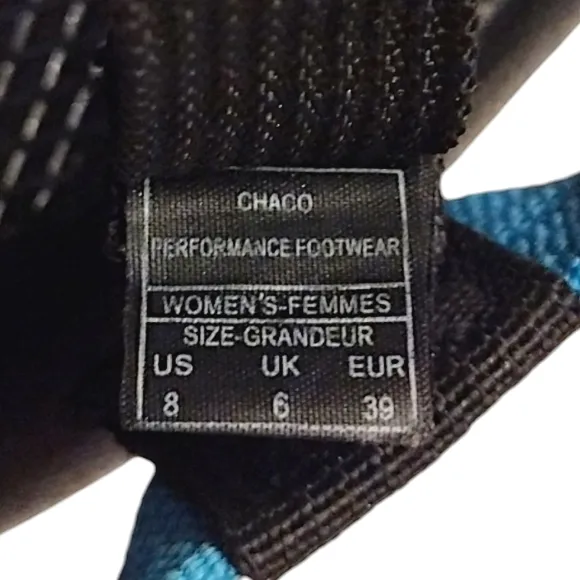 CHACO
PERFORMANCE FOOTWEAR
WOMEN'S-FEMMES
SIZE-GRANDEUR
US UK EUR
8 6 39